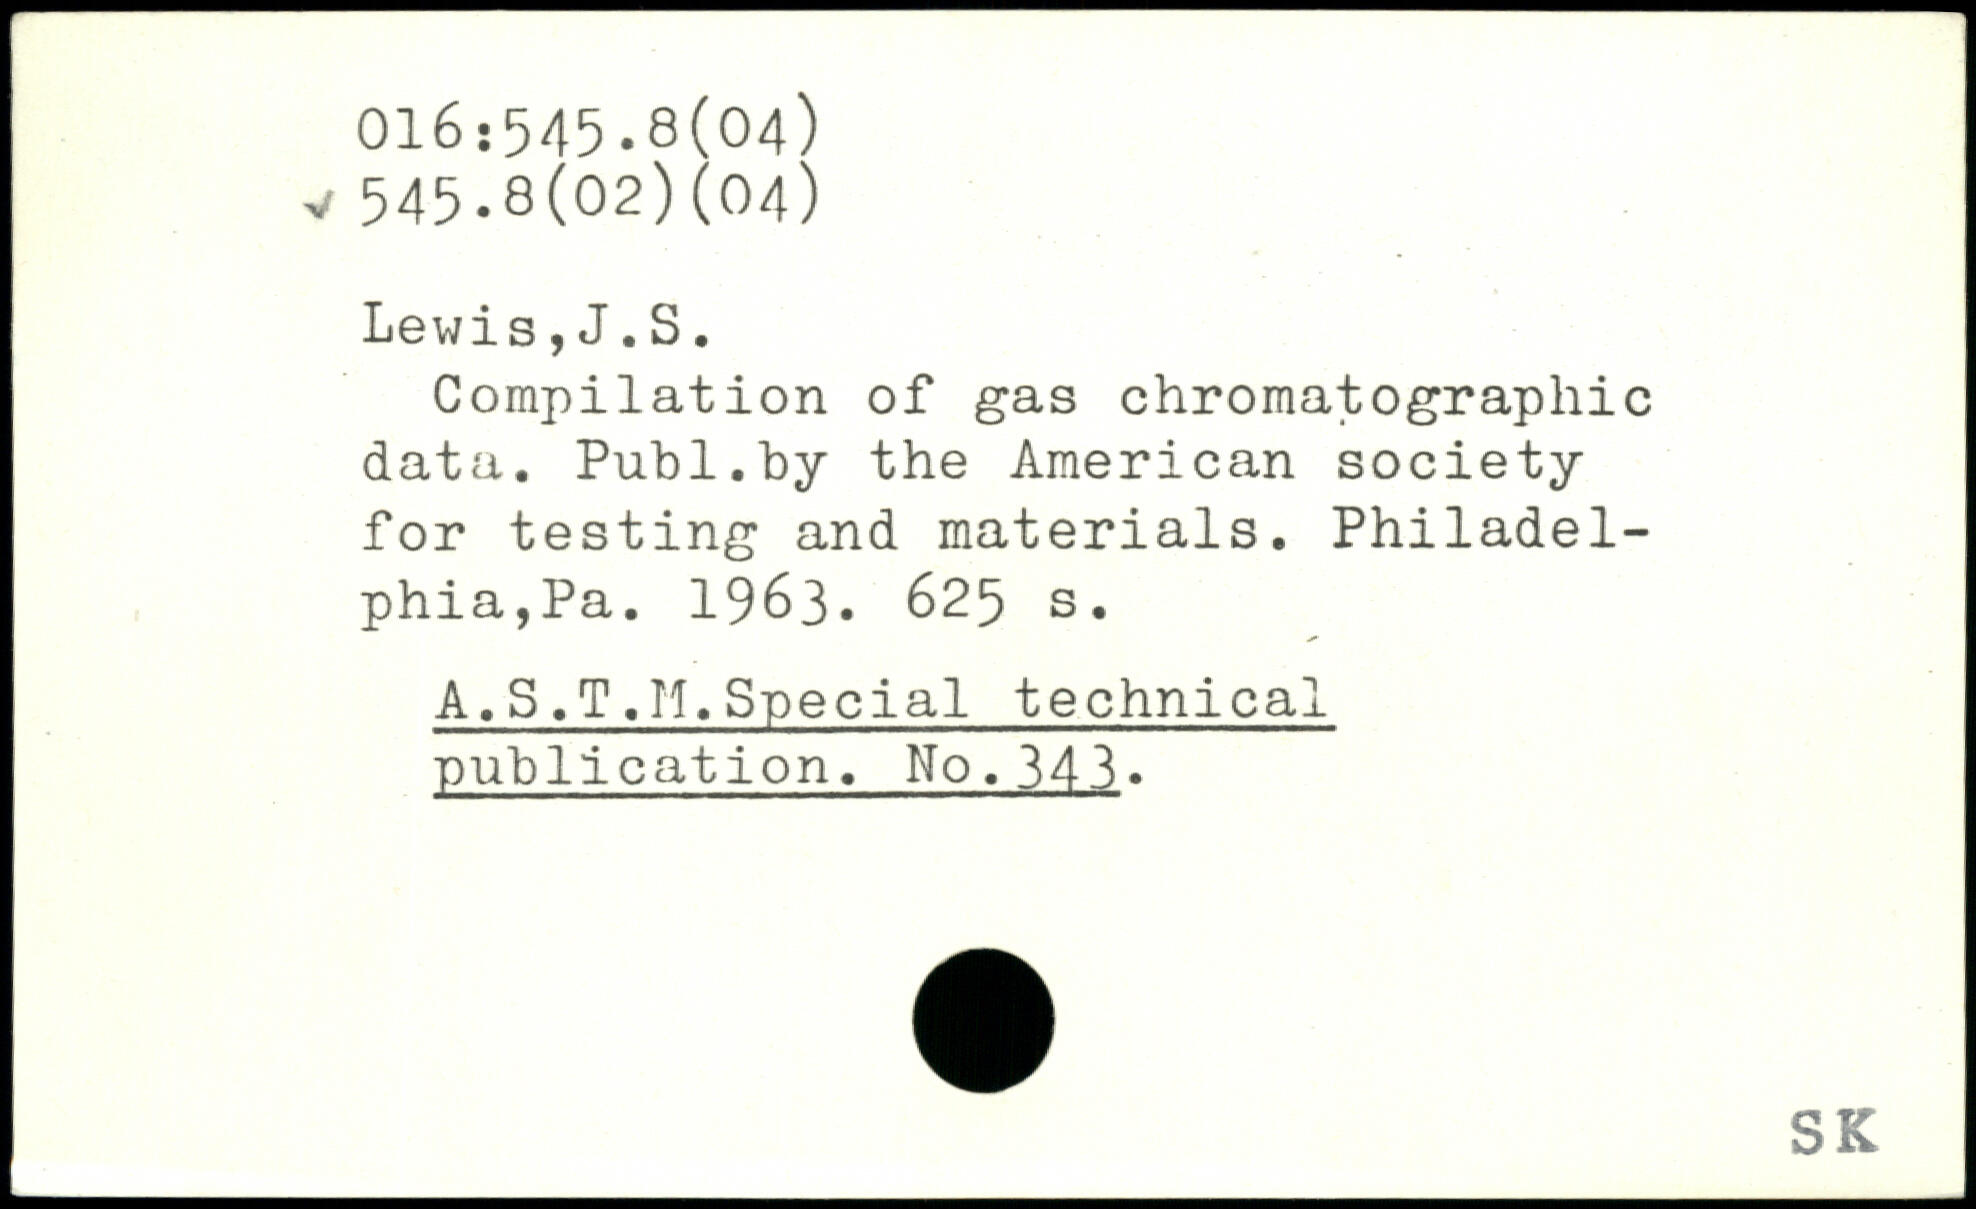 016:545.8(04)
✓ 545.8(02)(04)
Lewis,J.S.
Compilation of gas chromatographic
data. Publ.by the American society
for testing and materials. Philadel-
phia,Pa. 1963. 625 s.
A.S.T.M.Special technical
publication. No.343.
SK